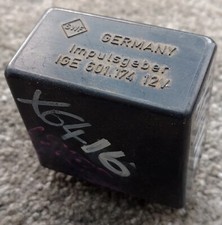 GERMANY
Impulsgeber
IGE 601.174 12V
X6416